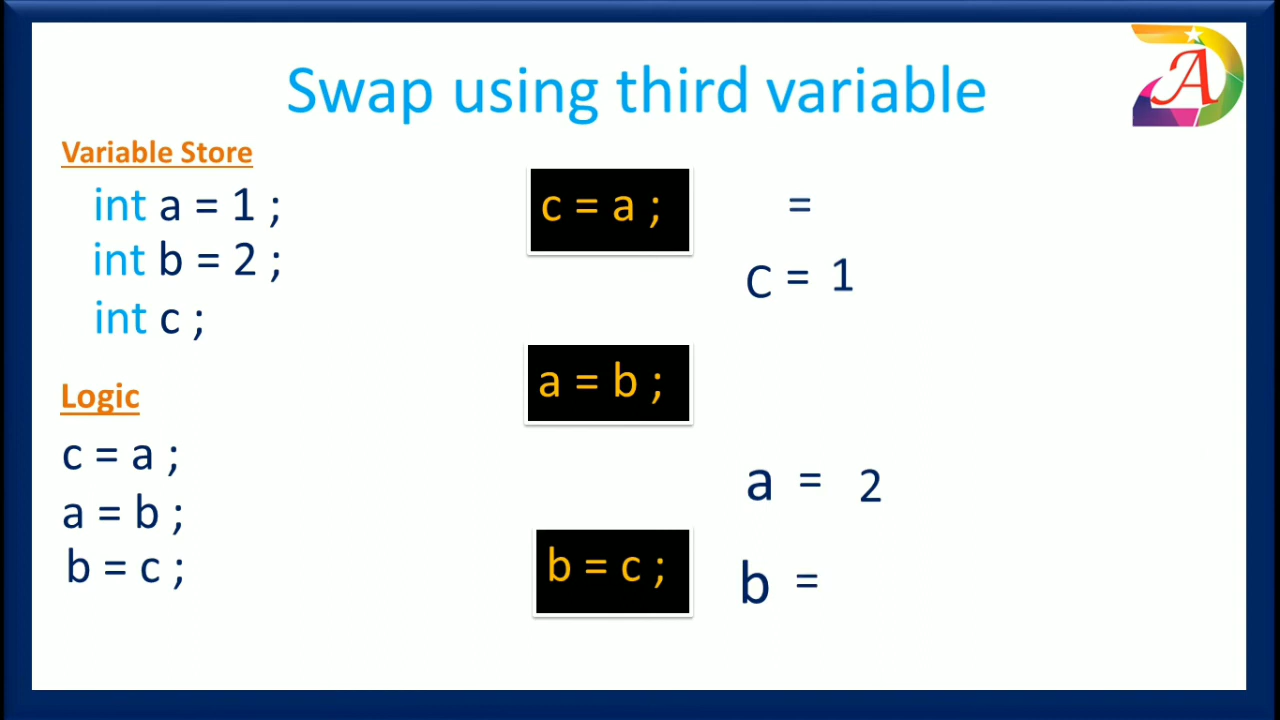 Swap using third variable
A
Variable Store
int a = 1 ;
int b = 2 ;
int c ;
Logic
c = a ;
a = b ;
b = c ;
c = a ;
=
C = 1
a = b ;
a = 2
b = c ;
b =